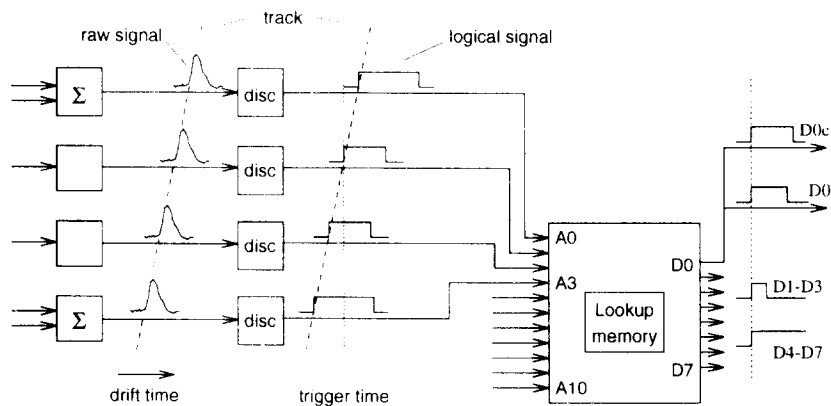 track
raw signal
logical signal
Σ
disc
D0c
disc
D0
disc
A0
D0
A3
D1-D3
Σ
disc
Lookup
memory
D4-D7
D7
A10
drift time
trigger time